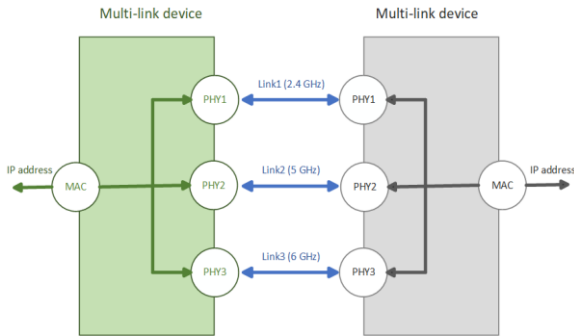 Multi-link device
Multi-link device
PHY1
Link1 (2.4 GHz)
PHY1
IP address
MAC
PHY2
Link2 (5 GHz)
PHY2
MAC
IP address
PHY3
Link3 (6 GHz)
PHY3